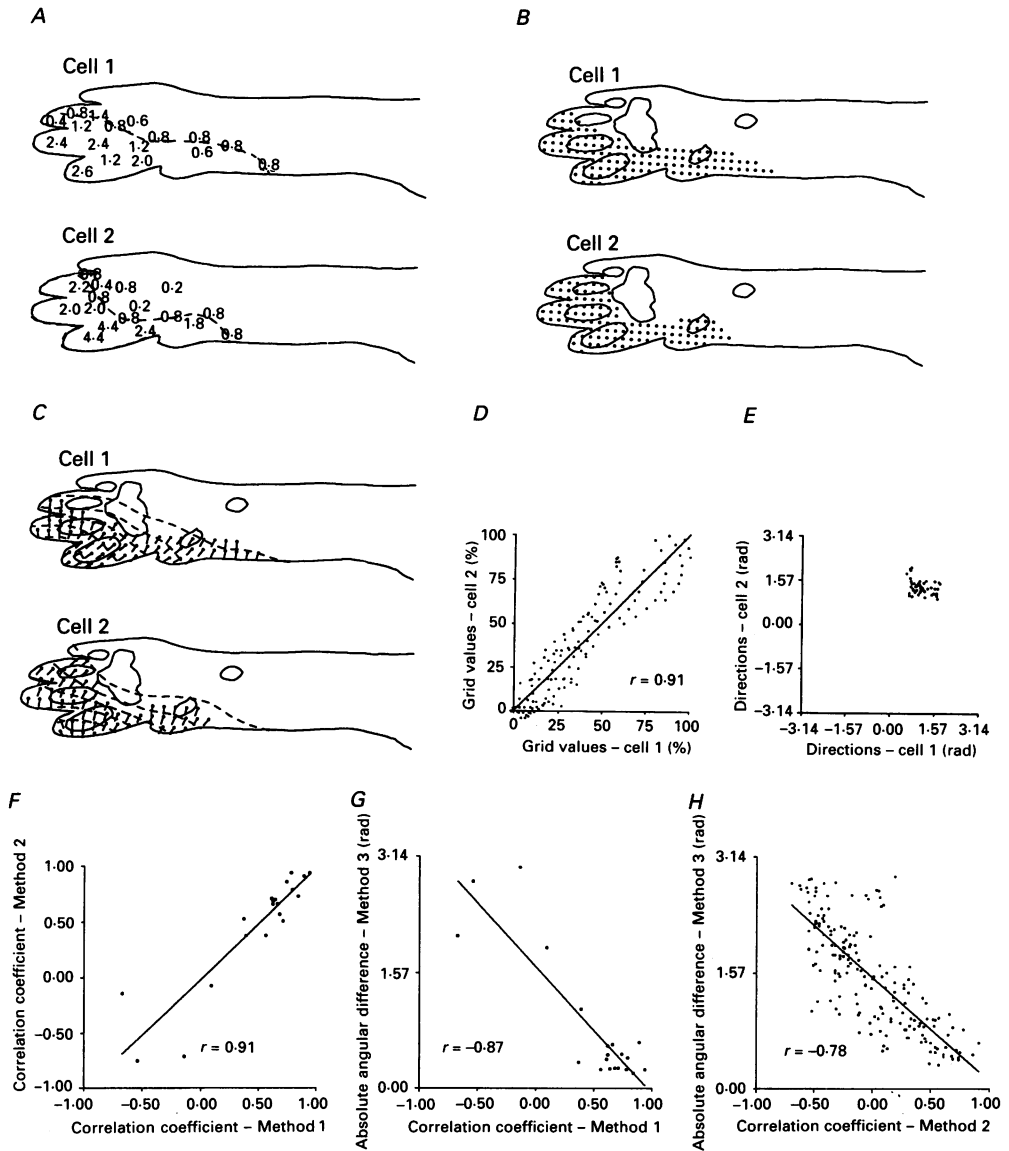 A
B
Cell 1
Cell 1
0·8 1·4
0·4 1·2 0·8 0·6
2·4 2·4 1·2 0·8 0·8 0·8
0·6
1·2 2·0 0·8
2·6
Cell 2
Cell 2
0·8
2·2 0·4 0·8 0·2
0·8
2·0 2·0 0·2
0·8 0·8 0·8
4·4 2·4 1·8
4·4 0·8
C
D
E
Cell 1
Cell 2
Grid values – cell 2 (%)
100
75
50
25
0
r = 0·91
0 25 50 75 100
Grid values – cell 1 (%)
Directions – cell 2 (rad)
3·14
1·57
0·00
–1·57
–3·14
–3·14 –1·57 0·00 1·57 3·14
Directions – cell 1 (rad)
F
G
H
Correlation coefficient – Method 2
1·00
0·50
0·00
–0·50
–1·00
r = 0·91
–1·00 –0·50 0·00 0·50 1·00
Correlation coefficient – Method 1
Absolute angular difference – Method 3 (rad)
3·14
1·57
0·00
r = –0·87
–1·00 –0·50 0·00 0·50 1·00
Correlation coefficient – Method 1
Absolute angular difference – Method 3 (rad)
3·14
1·57
0·00
r = –0·78
–1·00 –0·50 0·00 0·50 1·00
Correlation coefficient – Method 2